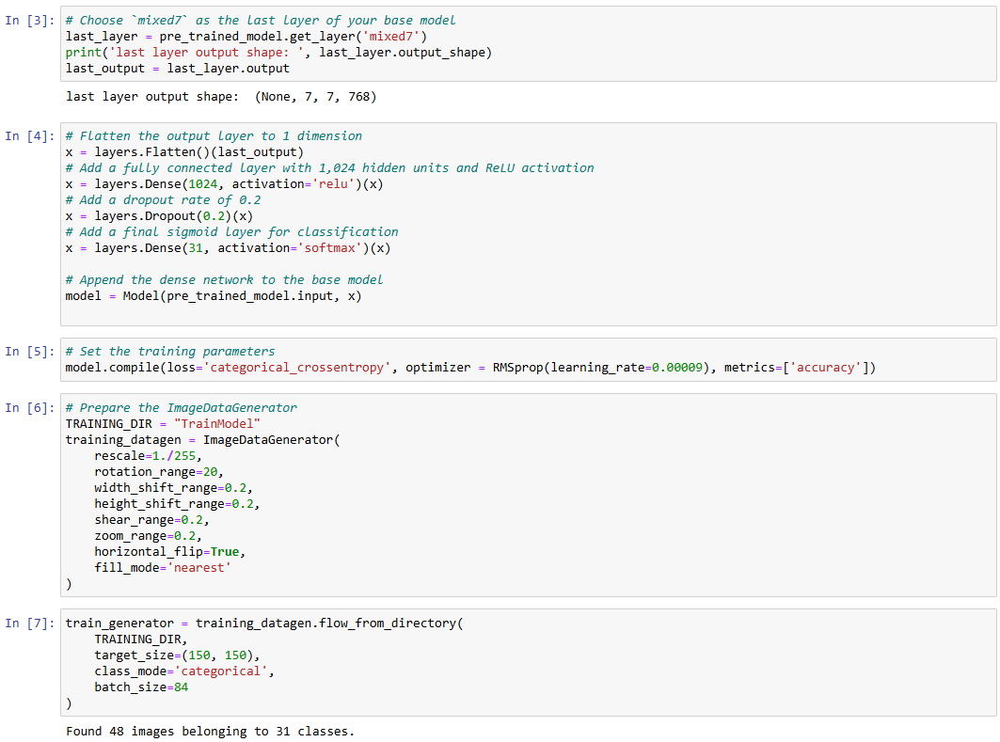 In [3]: # Choose `mixed7` as the last layer of your base model
last_layer = pre_trained_model.get_layer('mixed7')
print('last layer output shape: ', last_layer.output_shape)
last_output = last_layer.output
last layer output shape:  (None, 7, 7, 768)
In [4]: # Flatten the output layer to 1 dimension
x = layers.Flatten()(last_output)
# Add a fully connected layer with 1,024 hidden units and ReLU activation
x = layers.Dense(1024, activation='relu')(x)
# Add a dropout rate of 0.2
x = layers.Dropout(0.2)(x)
# Add a final sigmoid layer for classification
x = layers.Dense(31, activation='softmax')(x)
# Append the dense network to the base model
model = Model(pre_trained_model.input, x)
In [5]: # Set the training parameters
model.compile(loss='categorical_crossentropy', optimizer = RMSprop(learning_rate=0.00009), metrics=['accuracy'])
In [6]: # Prepare the ImageDataGenerator
TRAINING_DIR = "TrainModel"
training_datagen = ImageDataGenerator(
    rescale=1./255,
    rotation_range=20,
    width_shift_range=0.2,
    height_shift_range=0.2,
    shear_range=0.2,
    zoom_range=0.2,
    horizontal_flip=True,
    fill_mode='nearest'
)
In [7]: train_generator = training_datagen.flow_from_directory(
    TRAINING_DIR,
    target_size=(150, 150),
    class_mode='categorical',
    batch_size=84
)
Found 48 images belonging to 31 classes.